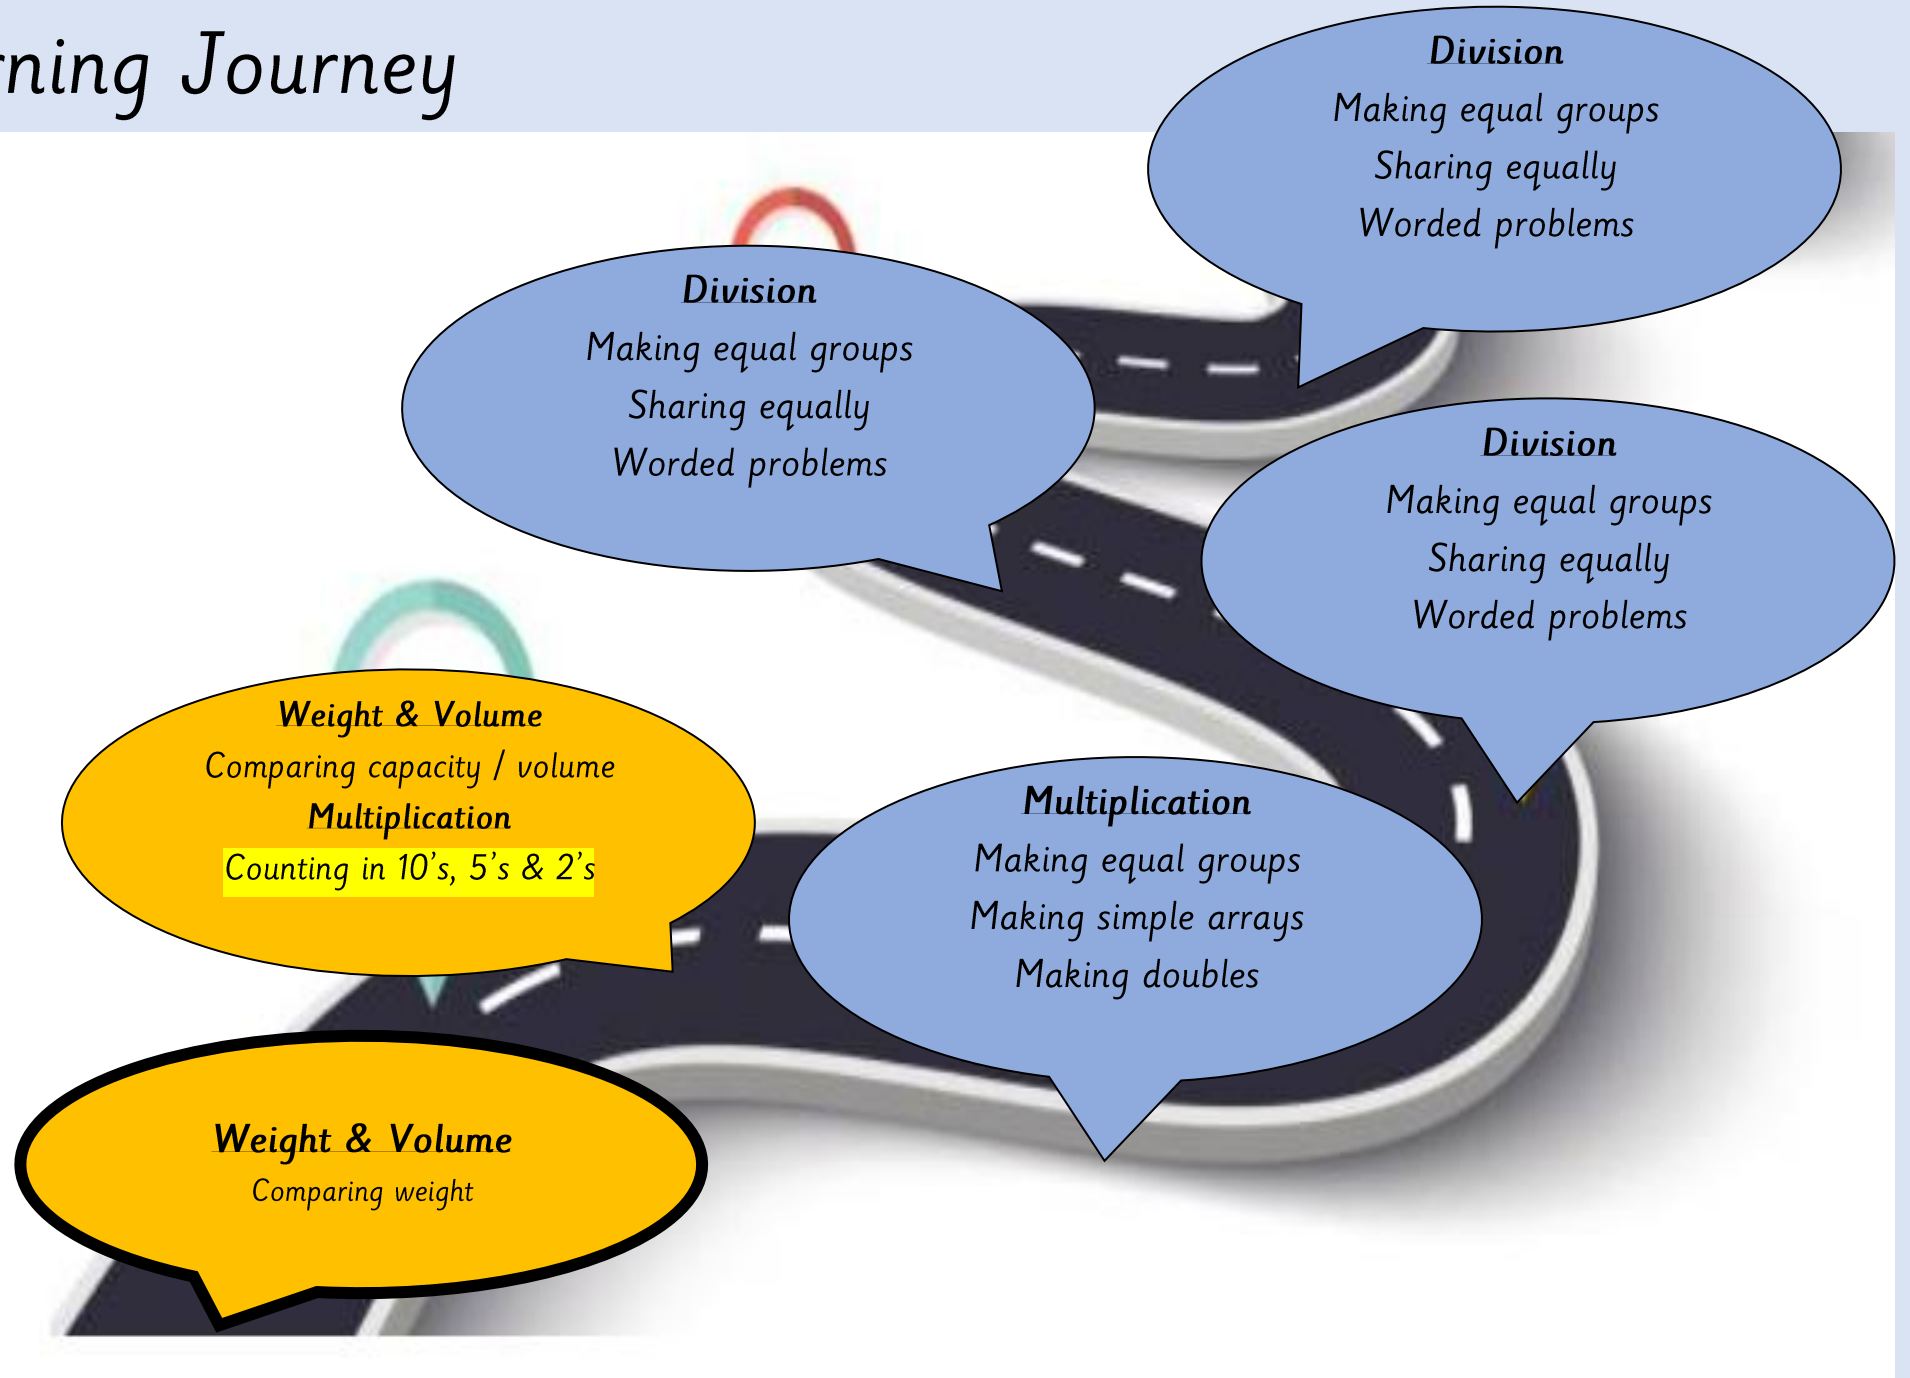 Journey
Division
Making equal groups
Sharing equally
Worded problems
Division
Making equal groups
Sharing equally
Worded problems
Division
Making equal groups
Sharing equally
Worded problems
Weight & Volume
Comparing capacity / volume
Multiplication
Counting in 10's, 5's & 2's
Multiplication
Making equal groups
Making simple arrays
Making doubles
Weight & Volume
Comparing weight